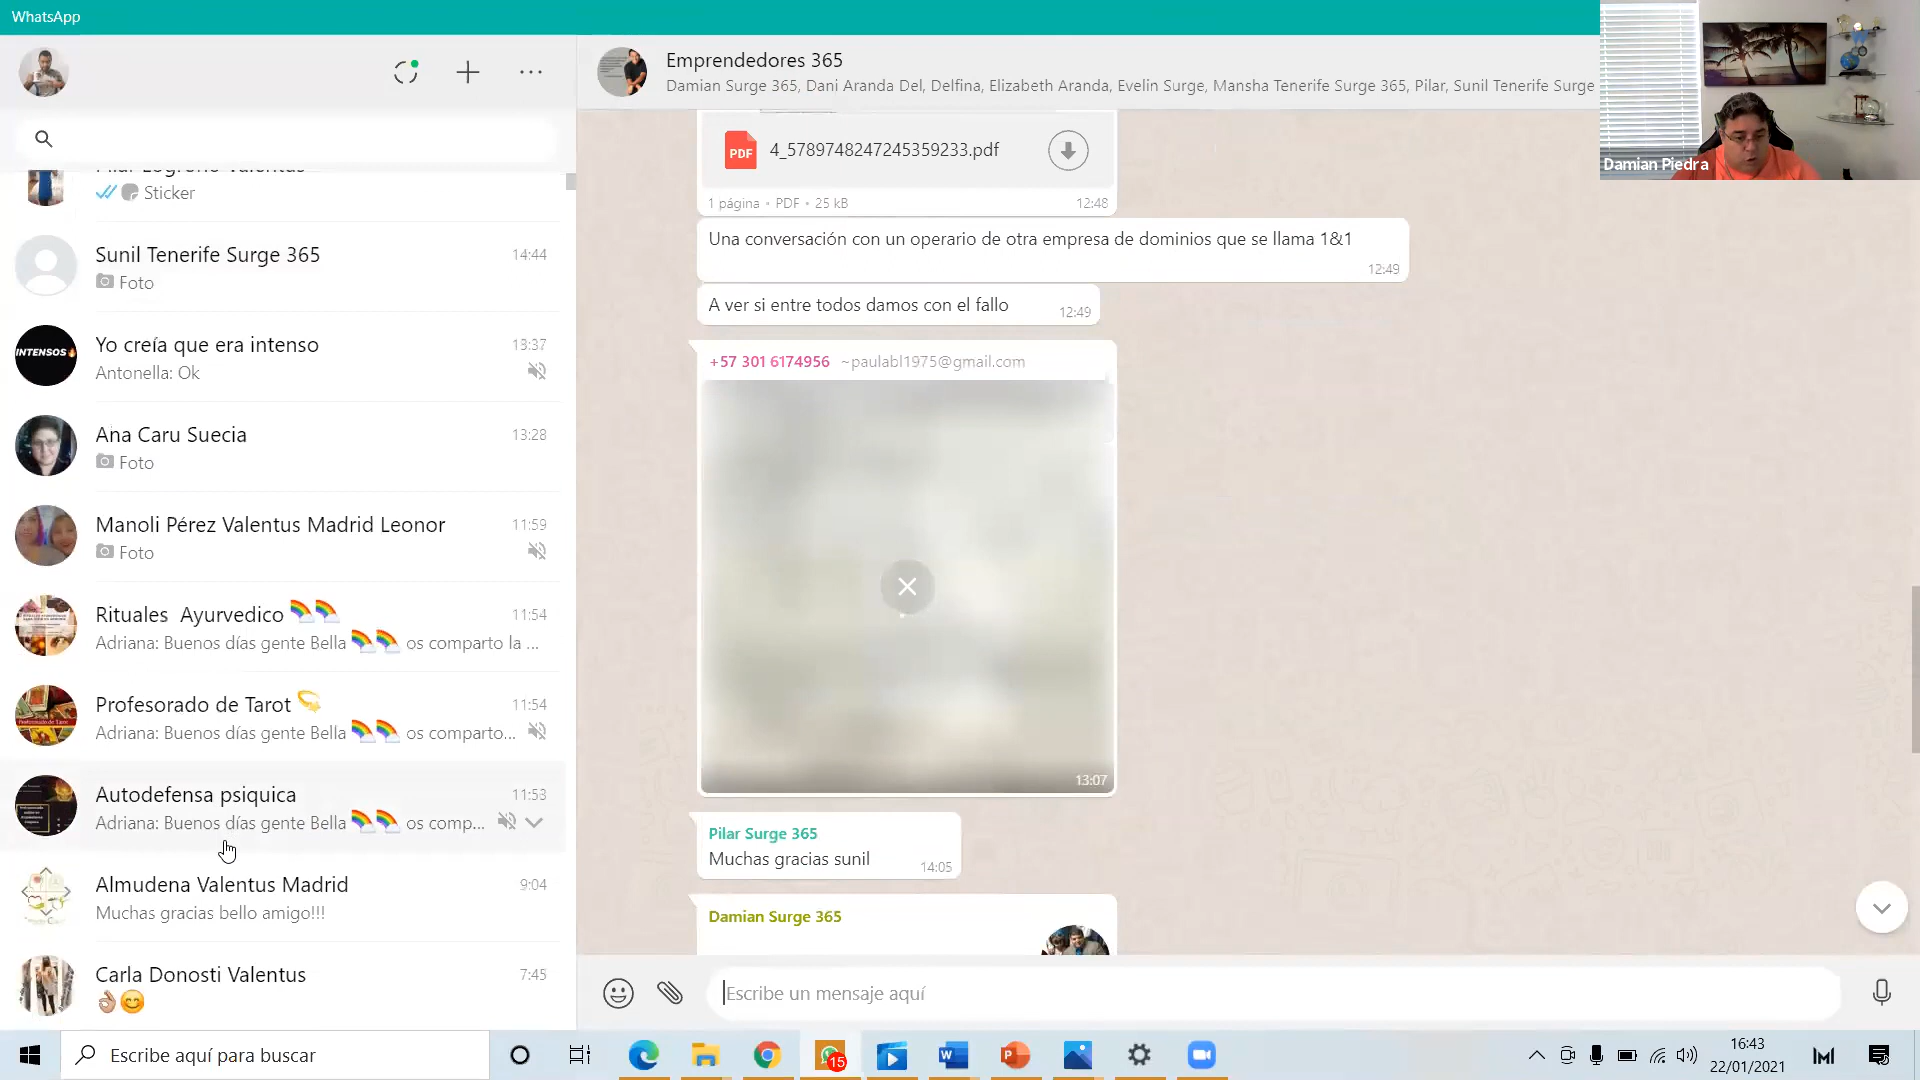 WhatsApp
Sticker
Sunil Tenerife Surge 365
14:44
Foto
Yo creía que era intenso
13:37
Antonella: Ok
INTENSOS
Ana Caru Suecia
13:28
Foto
Manoli Pérez Valentus Madrid Leonor
11:59
Foto
Rituales Ayurvedico
11:54
Adriana: Buenos días gente Bella os comparto la ...
Profesorado de Tarot
11:54
Adriana: Buenos días gente Bella os comparto...
Autodefensa psiquica
11:53
Adriana: Buenos días gente Bella os comp...
Almudena Valentus Madrid
9:04
Muchas gracias bello amigo!!!
Carla Donosti Valentus
7:45
Emprendedores 365
Damian Surge 365, Dani Aranda Del, Delfina, Elizabeth Aranda, Evelin Surge, Mansha Tenerife Surge 365, Pilar, Sunil Tenerife Surge
PDF
4_5789748247245359233.pdf
1 página • PDF • 25 kB
12:48
Una conversación con un operario de otra empresa de dominios que se llama 1&1
12:49
A ver si entre todos damos con el fallo
12:49
+57 301 6174956 ~paulabl1975@gmail.com
13:07
Pilar Surge 365
Muchas gracias sunil
14:05
Damian Surge 365
Escribe un mensaje aquí
Damian Piedra
Escribe aquí para buscar
15
16:43
22/01/2021